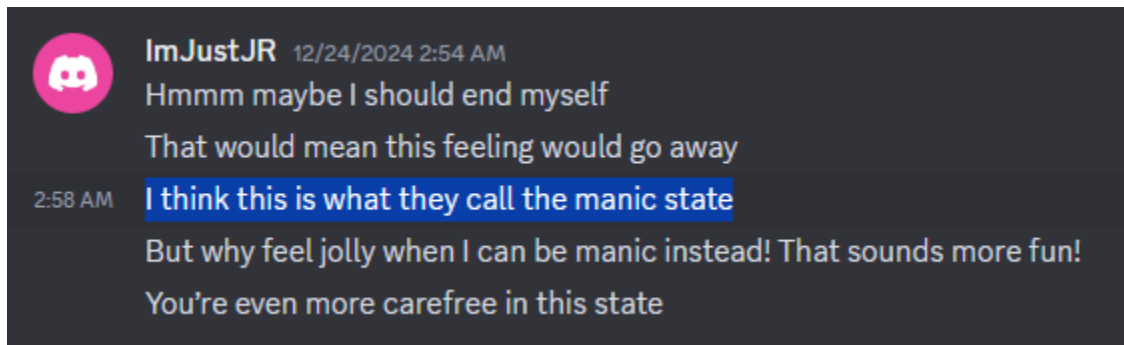 ImJustJR 12/24/2024 2:54 AM
Hmmm maybe I should end myself
That would mean this feeling would go away
2:58 AM I think this is what they call the manic state
But why feel jolly when I can be manic instead! That sounds more fun!
You’re even more carefree in this state